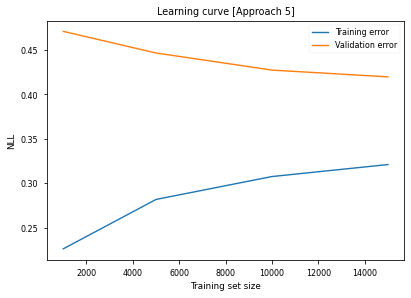 Learning curve [Approach 5]
Training error
Validation error
NLL
0.45
0.40
0.35
0.30
0.25
2000 4000 6000 8000 10000 12000 14000
Training set size